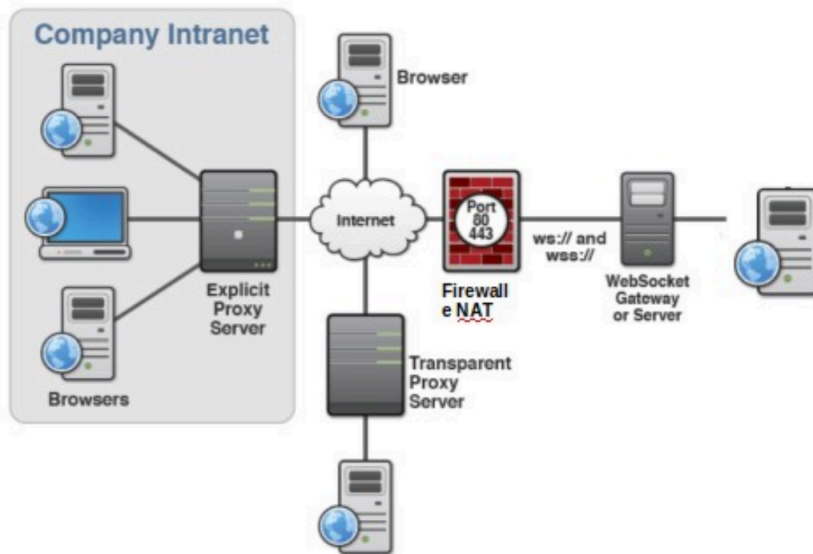 Company Intranet
Browser
Port
80
443
Internet
ws:// and
wss://
Explicit
Proxy
Server
Firewall
e NAT
WebSocket
Gateway
or Server
Transparent
Proxy
Server
Browsers